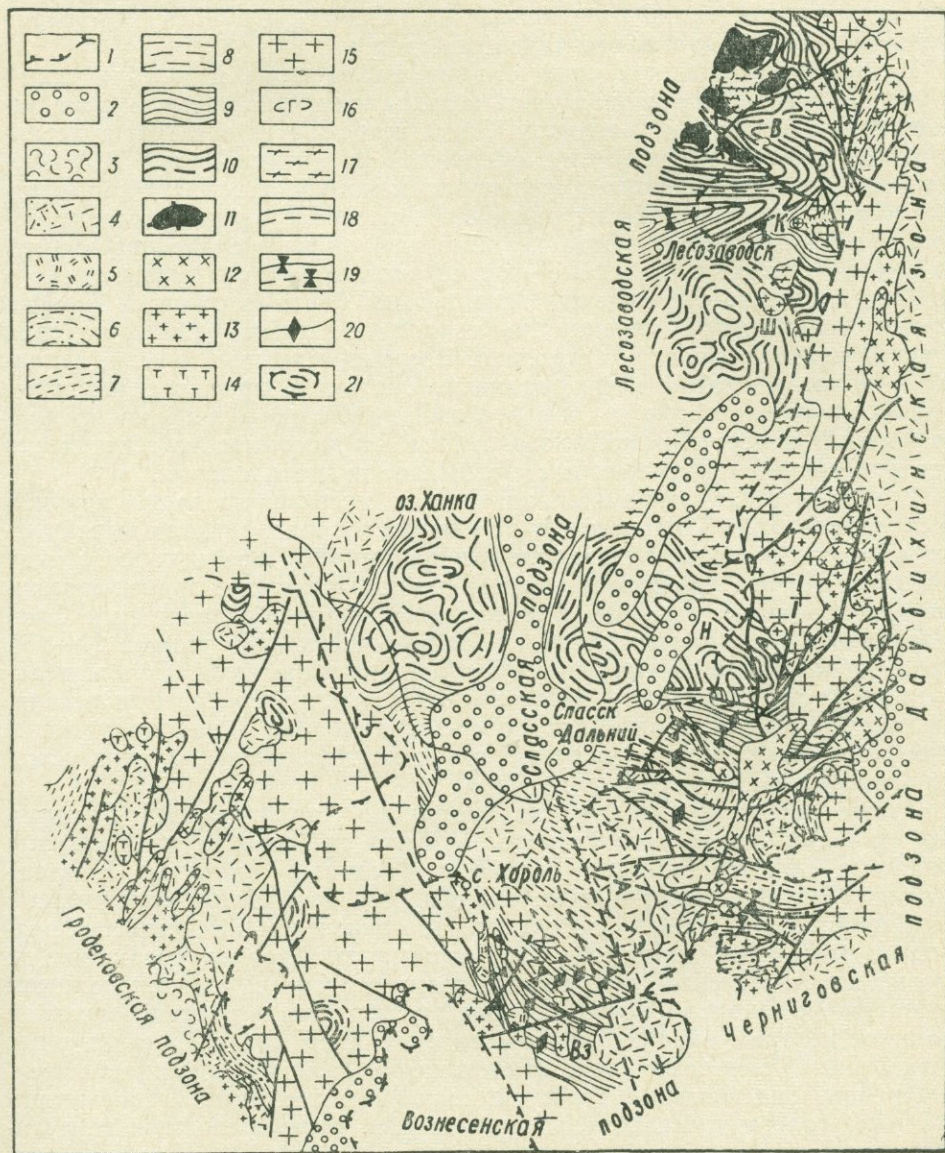 1 8 15
2 9 Г 16
3 10 17
4 11 18
5 12 19
6 13 20
7 14 21
Лесозаводская подзона
В
К
Лесозаводск
Ш
Даубихинская зона
оз. Ханка
Спасская подзона
Н
Спасск
Дальний
с. Хороль
Ч
Гродековская подзона
Черниговская подзона
ВЗ
Вознесенская подзона